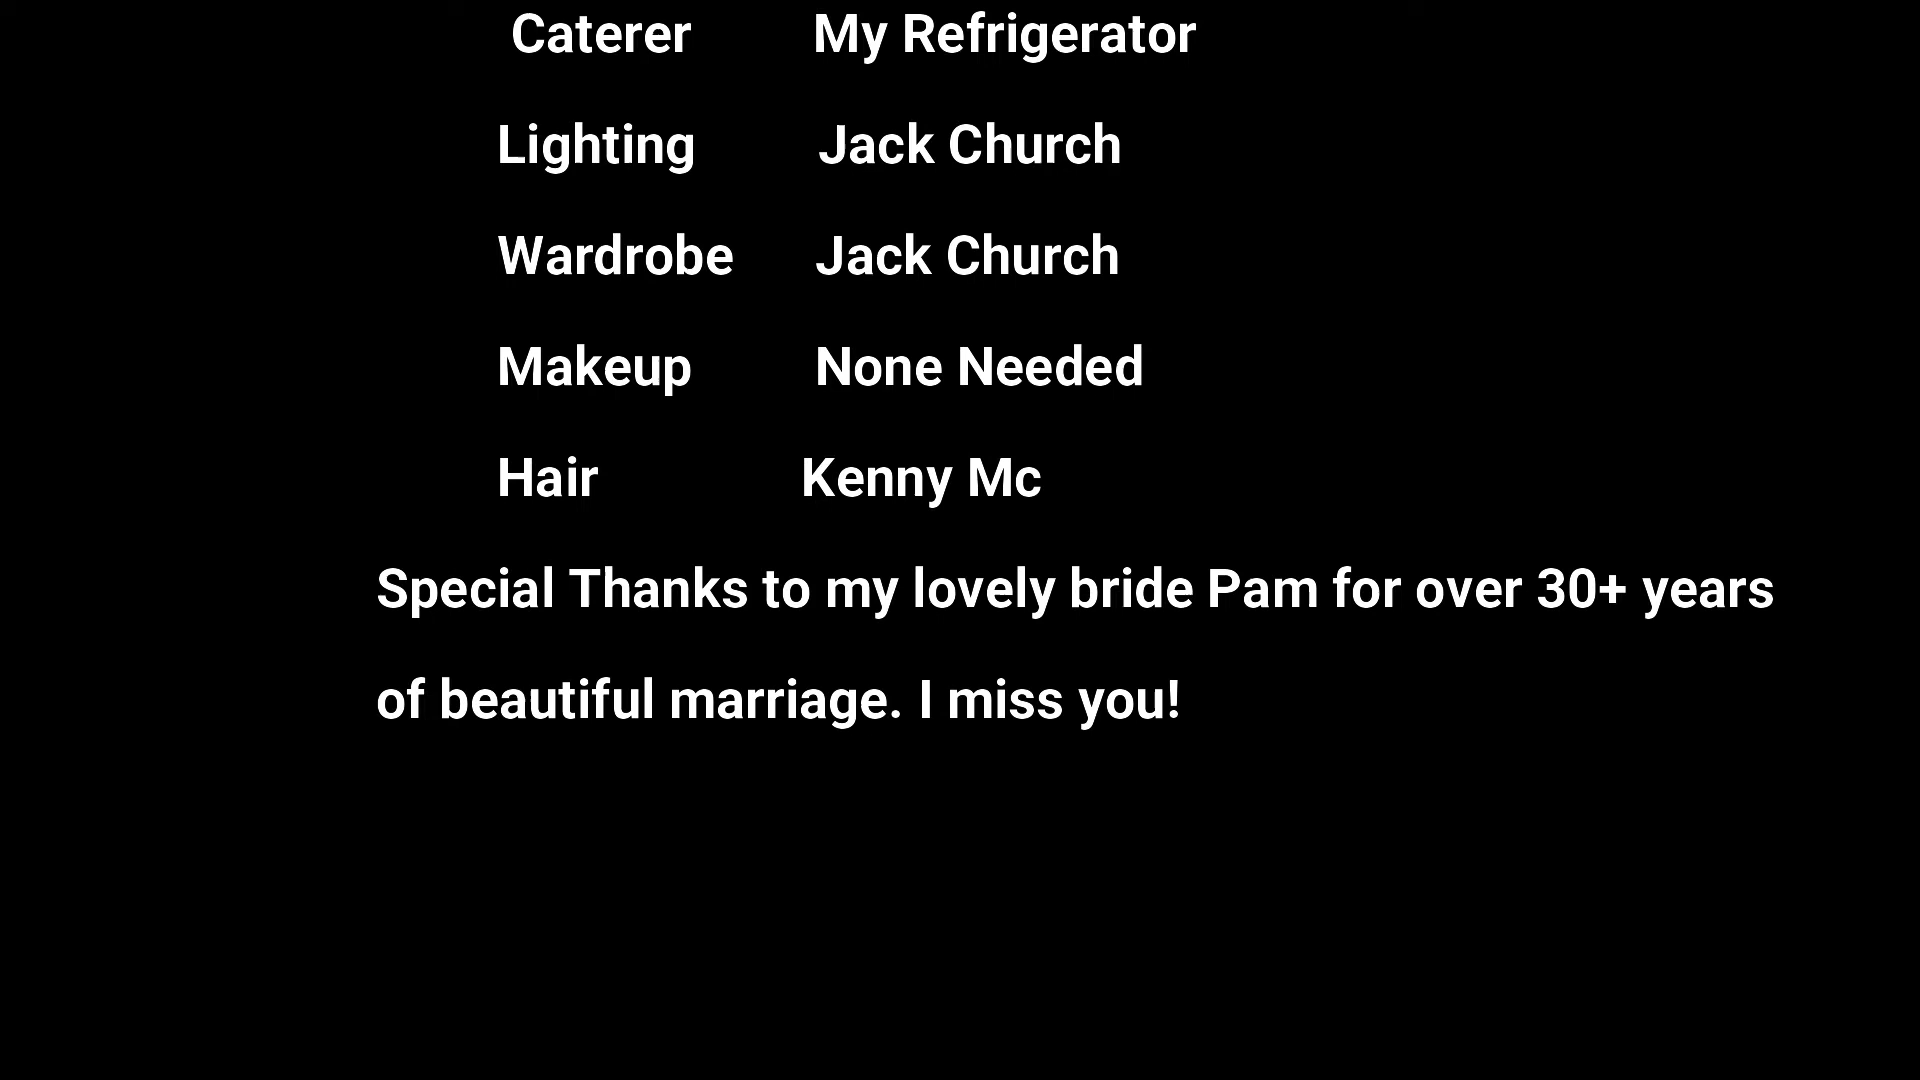 Caterer My Refrigerator
Lighting Jack Church
Wardrobe Jack Church
Makeup None Needed
Hair Kenny Mc
Special Thanks to my lovely bride Pam for over 30+ years
of beautiful marriage. I miss you!